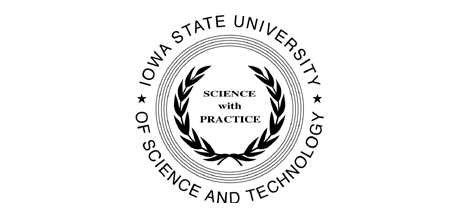 IOWA STATE UNIVERSITY
OF SCIENCE AND TECHNOLOGY
SCIENCE
with
PRACTICE